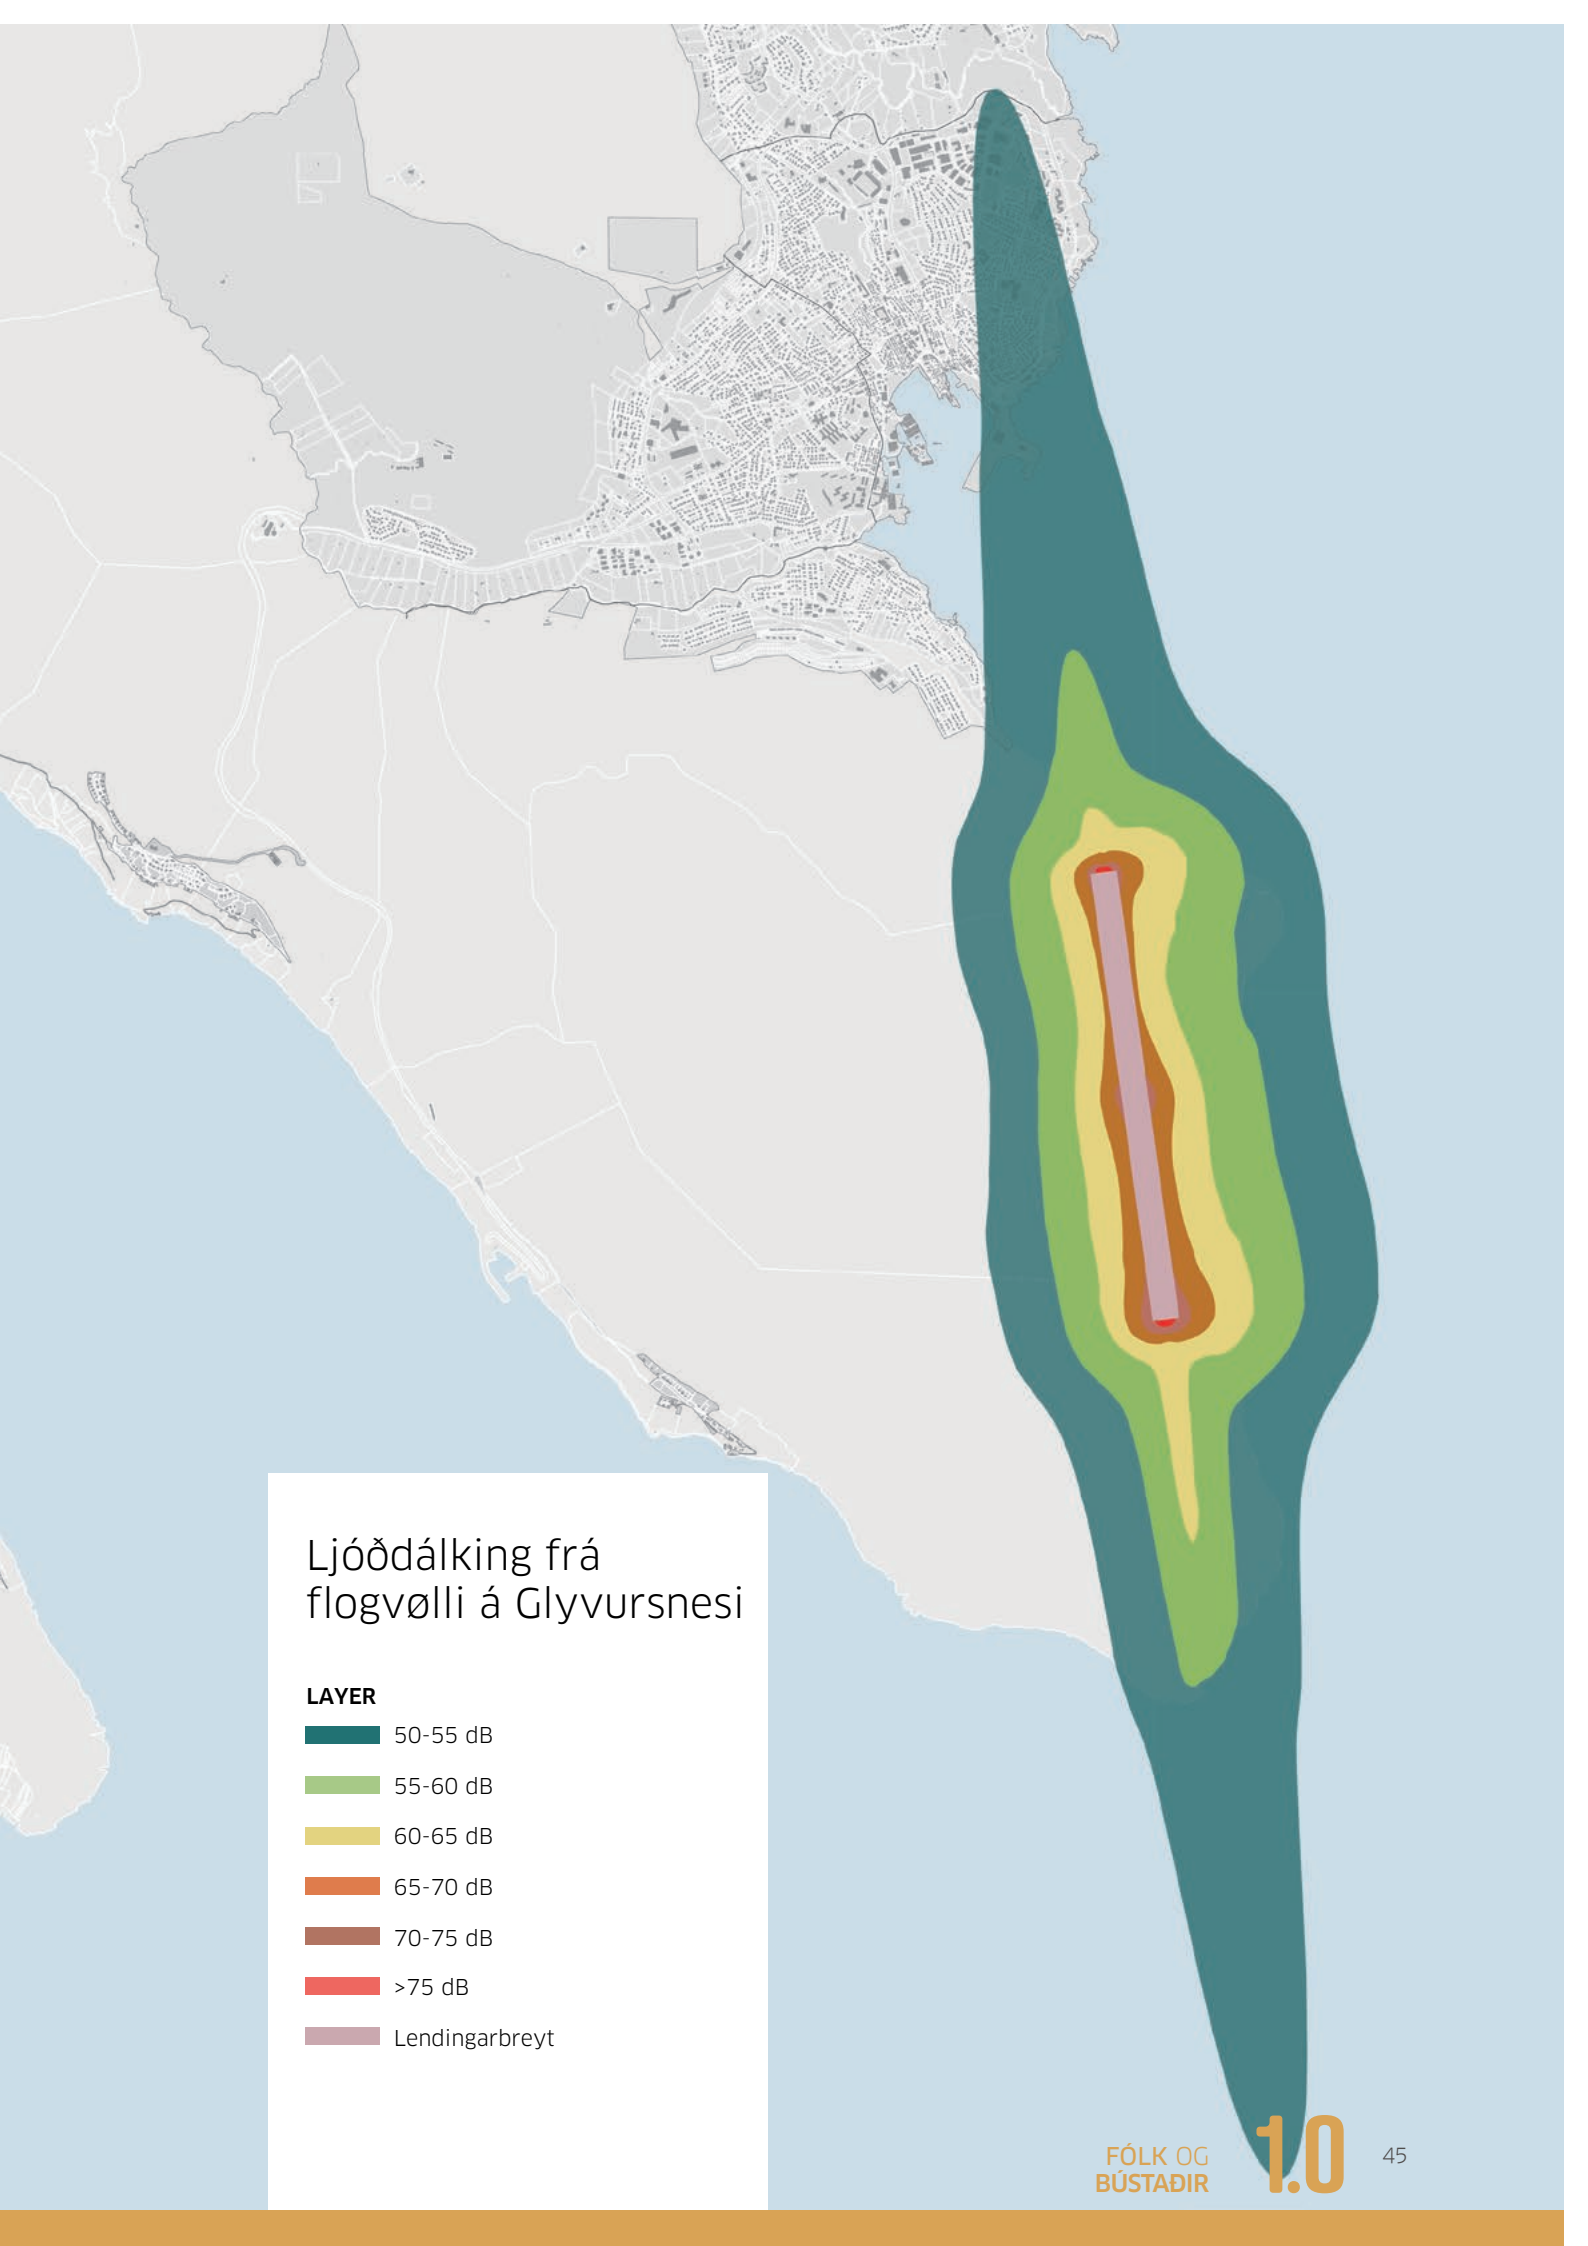 Ljóðdálking frá
flogvølli á Glyvursnesi
LAYER
50-55 dB
55-60 dB
60-65 dB
65-70 dB
70-75 dB
>75 dB
Lendingarbreyt
FÓLK OG
BÚSTAÐIR
1.0
45